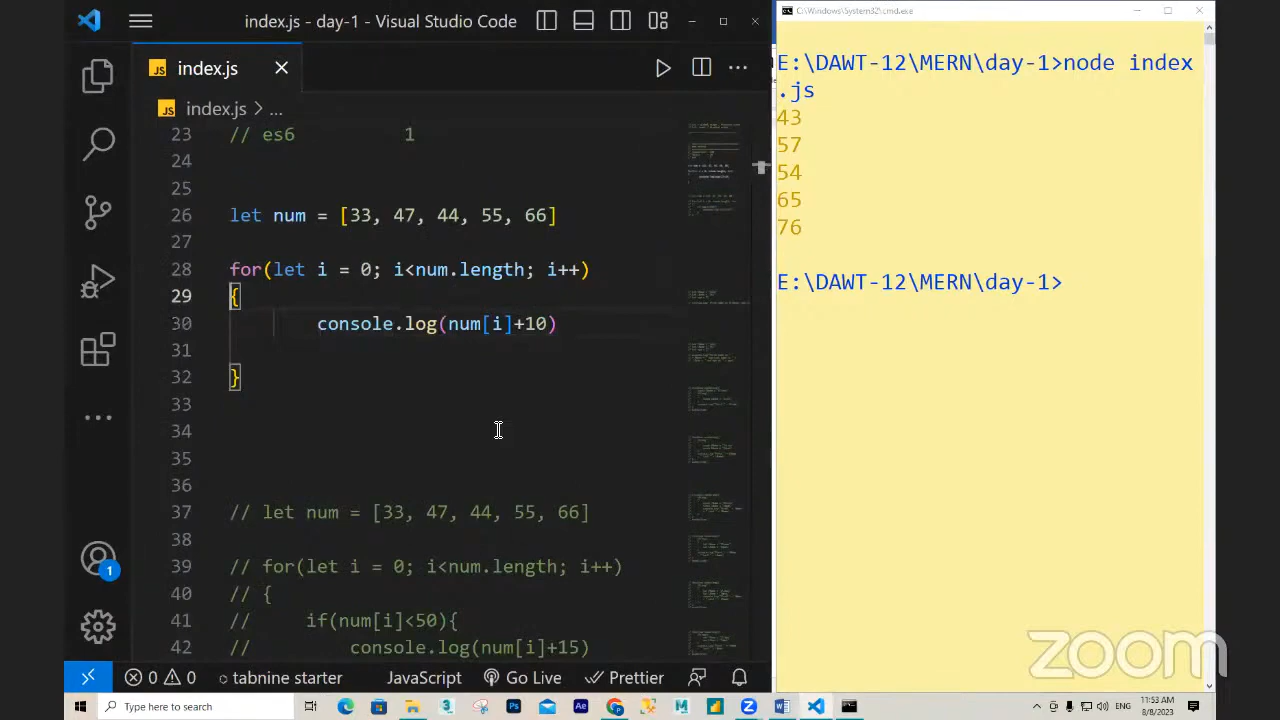 index.js - day-1 - Visual Studio Code
index.js
index.js > ...
23 // es6 1
24
25
26 let num = [33, 47, 44, 55, 66]
27
28 for(let i = 0; i<num.length; i++)
29 {
30 console.log(num[i]+10)
31
32 }
33
34
35
36
37 // let num = [33, 47, 44, 55, 66]
38
39 // for(let i = 0; i<num.length; i++)
40 // {
41 // if(num[i]<50){
42 // console.log(num[i]+15)
1
0 0 tabnine starter JavaScript Go Live Prettier
C:\Windows\System32\cmd.exe
E:\DAWT-12\MERN\day-1>node index
.js
43
57
54
65
76
E:\DAWT-12\MERN\day-1>
zoom
Type here to search
11:53 AM
8/8/2023